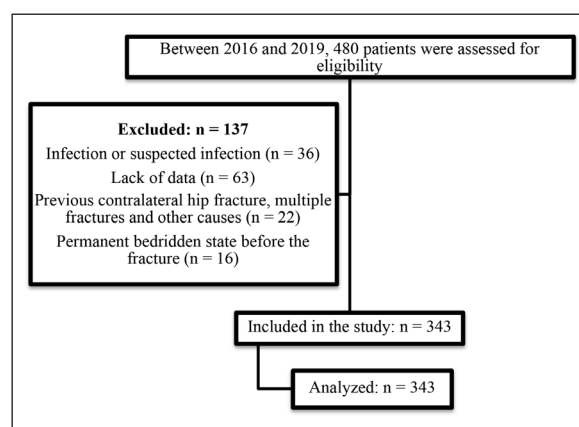 Between 2016 and 2019, 480 patients were assessed for
eligibility
Excluded: n = 137
Infection or suspected infection (n = 36)
Lack of data (n = 63)
Previous contralateral hip fracture, multiple
fractures and other causes (n = 22)
Permanent bedridden state before the
fracture (n = 16)
Included in the study: n = 343
Analyzed: n = 343